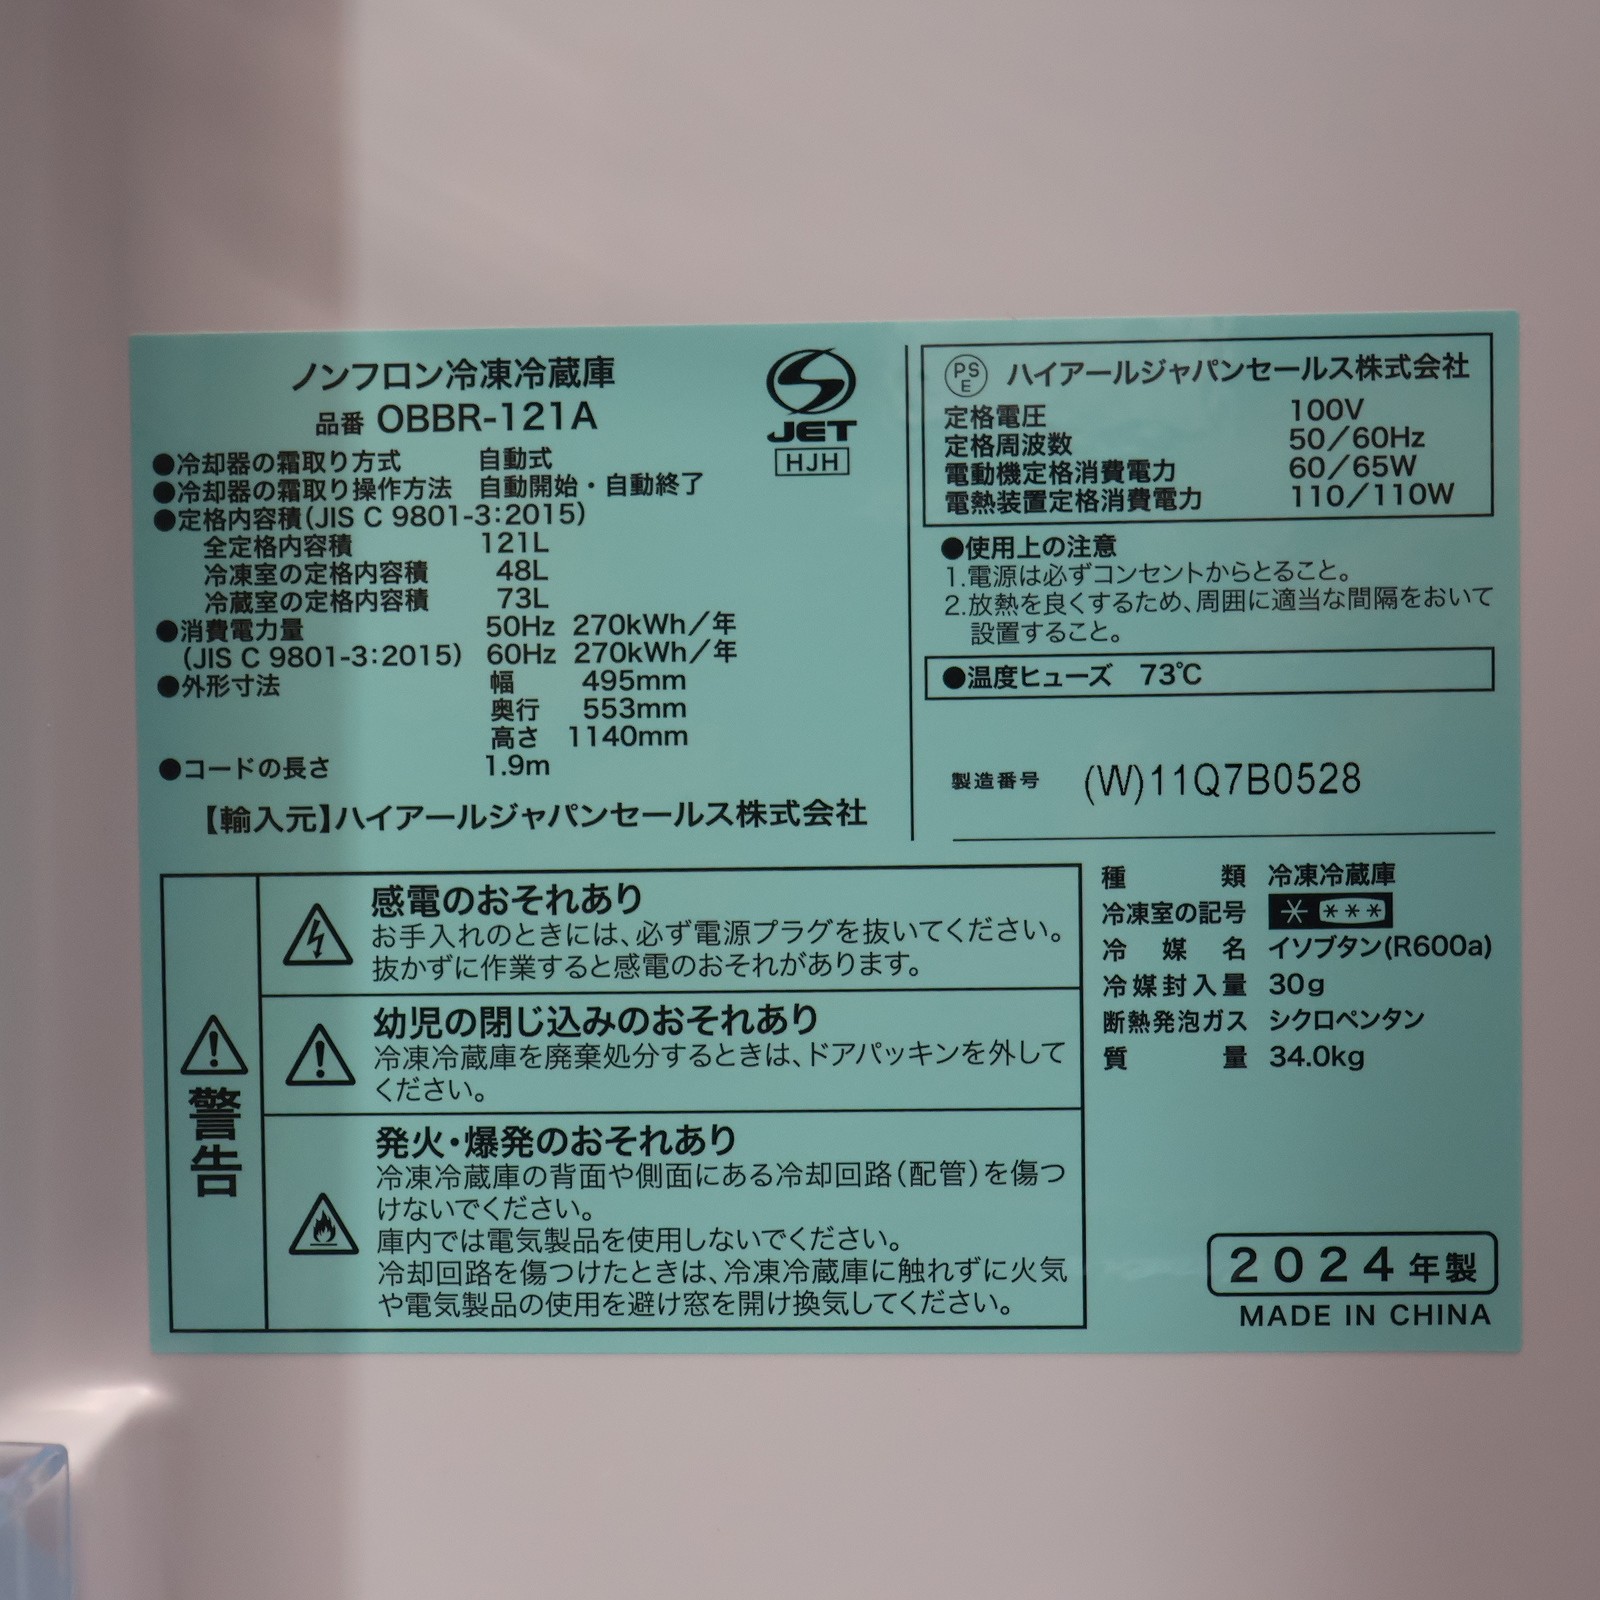 ノンフロン冷凍冷蔵庫
品番 OBBR-121A
JET
HJH
●冷却器の霜取り方式 自動式
●冷却器の霜取り操作方法 自動開始・自動終了
●定格内容積(JIS C 9801-3:2015)
全定格内容積 121L
冷凍室の定格内容積 48L
冷蔵室の定格内容積 73L
●消費電力量 50Hz 270kWh／年
(JIS C 9801-3:2015) 60Hz 270kWh／年
●外形寸法 幅 495mm
奥行 553mm
高さ 1140mm
●コードの長さ 1.9m
【輸入元】ハイアールジャパンセールス株式会社
PS E ハイアールジャパンセールス株式会社
定格電圧 100V
定格周波数 50／60Hz
電動機定格消費電力 60／65W
電熱装置定格消費電力 110／110W
●使用上の注意
1.電源は必ずコンセントからとること。
2.放熱を良くするため、周囲に適当な間隔をおいて
設置すること。
●温度ヒューズ 73℃
製造番号 (W)11Q7B0528
警告
感電のおそれあり
お手入れのときには、必ず電源プラグを抜いてください。
抜かずに作業すると感電のおそれがあります。
幼児の閉じ込みのおそれあり
冷凍冷蔵庫を廃棄処分するときは、ドアパッキンを外して
ください。
発火・爆発のおそれあり
冷凍冷蔵庫の背面や側面にある冷却回路(配管)を傷つ
けないでください。
庫内では電気製品を使用しないでください。
冷却回路を傷つけたときは、冷凍冷蔵庫に触れずに火気
や電気製品の使用を避け窓を開け換気してください。
種類 冷凍冷蔵庫
冷凍室の記号 * ***
冷媒名 イソブタン(R600a)
冷媒封入量 30g
断熱発泡ガス シクロペンタン
質量 34.0kg
2024年製
MADE IN CHINA